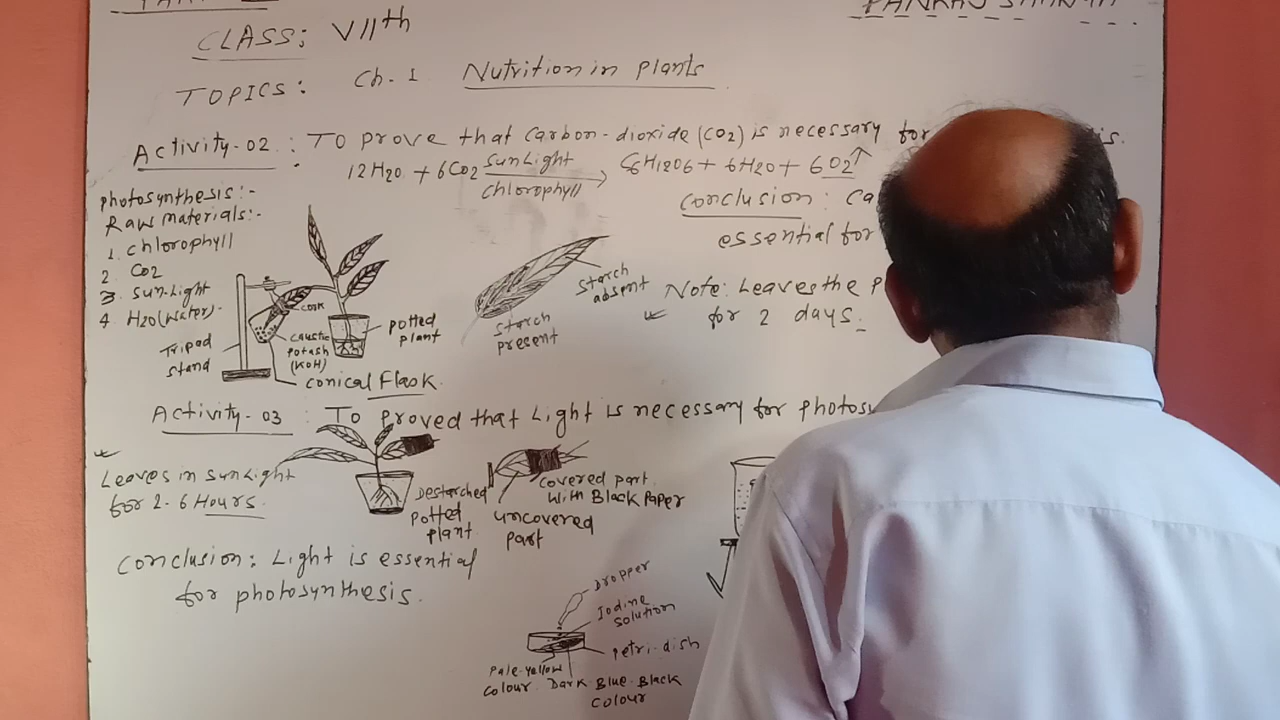 CLASS: VIIth
TOPICS: Ch. 1 Nutrition in plants
Activity-02 : To prove that Carbon-dioxide (CO2) is necessary for
12H2O + 6CO2 SunLight Chlorophyll → C6H12O6 + 6H2O + 6O2↑
photosynthesis:-
Raw materials:-
1. Chlorophyll
2. CO2
3. Sun-Light
4. H2O(water)-
Conclusion: Ca
essential for
Note: Leaves the P
for 2 days.
Tripad
stand
cork
caustic
potash
(KOH)
potted
plant
Conical Flask.
Starch
absent
Starch
present
Activity-03 : To proved that Light is necessary for photosy
Leaves in sunlight
for 2-6 Hours.
Destarched
potted
plant
uncovered
part
covered part
with Black Paper
Conclusion: Light is essential
for photosynthesis.
Dropper
Iodine
solution
petri-dish
Pale-yellow
colour.
Dark Blue-Black
colour